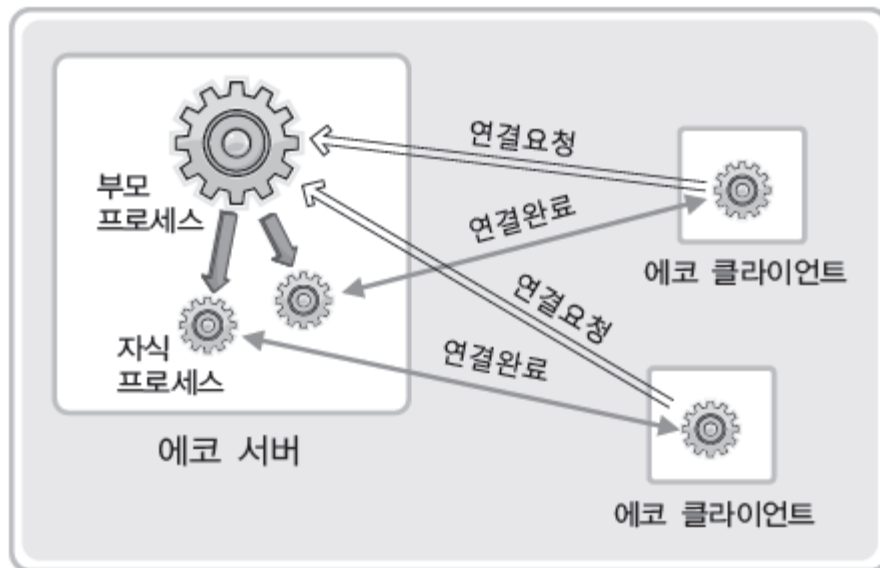 연결요청
부모
프로세스
연결완료
에코 클라이언트
연결요청
자식
프로세스
연결완료
에코 서버
에코 클라이언트